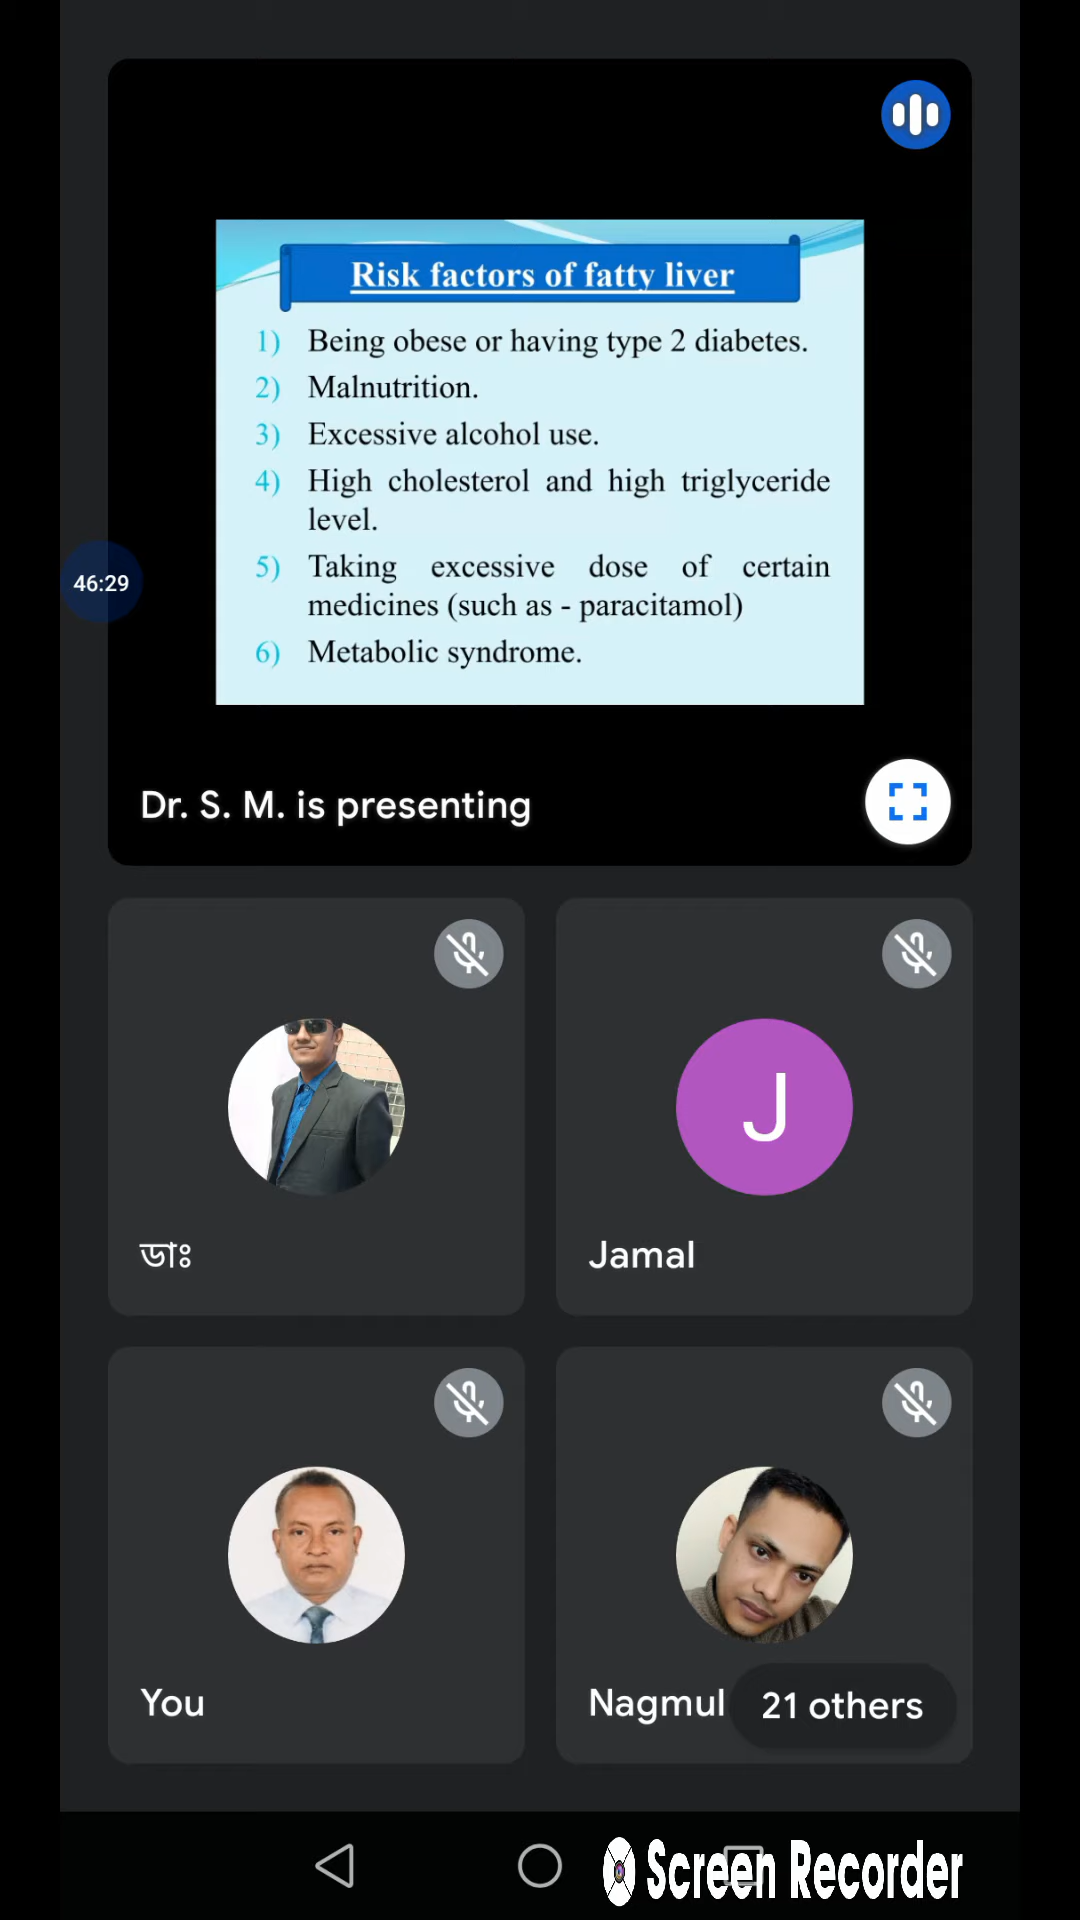 Risk factors of fatty liver
1) Being obese or having type 2 diabetes.
2) Malnutrition.
3) Excessive alcohol use.
4) High cholesterol and high triglyceride
level.
5) Taking excessive dose of certain
medicines (such as - paracitamol)
6) Metabolic syndrome.
46:29
Dr. S. M. is presenting
ডাঃ
J
Jamal
You
Nagmul
21 others
Screen Recorder